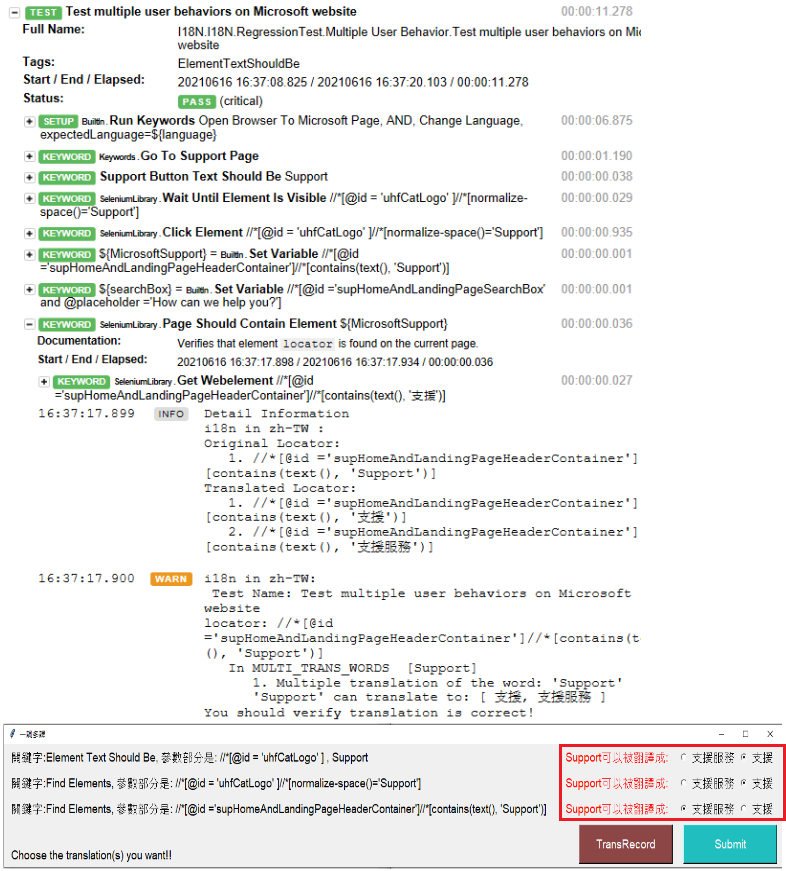 TEST Test multiple user behaviors on Microsoft website 00:00:11.278
Full Name: I18N.I18N.RegressionTest.Multiple User Behavior.Test multiple user behaviors on Mic
website
Tags: ElementTextShouldBe
Start / End / Elapsed: 20210616 16:37:08.825 / 20210616 16:37:20.103 / 00:00:11.278
Status: PASS (critical)
SETUP BuiltIn.Run Keywords Open Browser To Microsoft Page, AND, Change Language, 00:00:06.875
expectedLanguage=${language}
KEYWORD Keywords.Go To Support Page 00:00:01.190
KEYWORD Support Button Text Should Be Support 00:00:00.038
KEYWORD SeleniumLibrary.Wait Until Element Is Visible //*[@id = 'uhfCatLogo' ]//*[normalize- 00:00:00.029
space()='Support']
KEYWORD SeleniumLibrary.Click Element //*[@id = 'uhfCatLogo' ]//*[normalize-space()='Support'] 00:00:00.935
KEYWORD ${MicrosoftSupport} = BuiltIn.Set Variable //*[@id 00:00:00.001
='supHomeAndLandingPageHeaderContainer']//*[contains(text(), 'Support')]
KEYWORD ${searchBox} = BuiltIn.Set Variable //*[@id ='supHomeAndLandingPageSearchBox' 00:00:00.001
and @placeholder ='How can we help you?']
KEYWORD SeleniumLibrary.Page Should Contain Element ${MicrosoftSupport} 00:00:00.036
Documentation: Verifies that element locator is found on the current page.
Start / End / Elapsed: 20210616 16:37:17.898 / 20210616 16:37:17.934 / 00:00:00.036
KEYWORD SeleniumLibrary.Get Webelement //*[@id 00:00:00.027
='supHomeAndLandingPageHeaderContainer']//*[contains(text(), '支援')]
16:37:17.899 INFO Detail Information
i18n in zh-TW :
Original Locator:
1. //*[@id ='supHomeAndLandingPageHeaderContainer']
[contains(text(), 'Support')]
Translated Locator:
1. //*[@id ='supHomeAndLandingPageHeaderContainer']
[contains(text(), '支援')]
2. //*[@id ='supHomeAndLandingPageHeaderContainer']
[contains(text(), '支援服務')]
16:37:17.900 WARN i18n in zh-TW:
Test Name: Test multiple user behaviors on Microsoft
website
locator: //*[@id
='supHomeAndLandingPageHeaderContainer']//*[contains(t
(), 'Support')]
In MULTI_TRANS_WORDS [Support]
1. Multiple translation of the word: 'Support'
'Support' can translate to: [ 支援, 支援服務 ]
You should verify translation is correct!
一詞多譯
關鍵字:Element Text Should Be, 參數部分是: //*[@id = 'uhfCatLogo' ] , Support Support可以被翻譯成: 支援服務 支援
關鍵字:Find Elements, 參數部分是: //*[@id = 'uhfCatLogo' ]//*[normalize-space()='Support'] Support可以被翻譯成: 支援服務 支援
關鍵字:Find Elements, 參數部分是: //*[@id ='supHomeAndLandingPageHeaderContainer']//*[contains(text(), 'Support')] Support可以被翻譯成: 支援服務 支援
TransRecord Submit
Choose the translation(s) you want!!